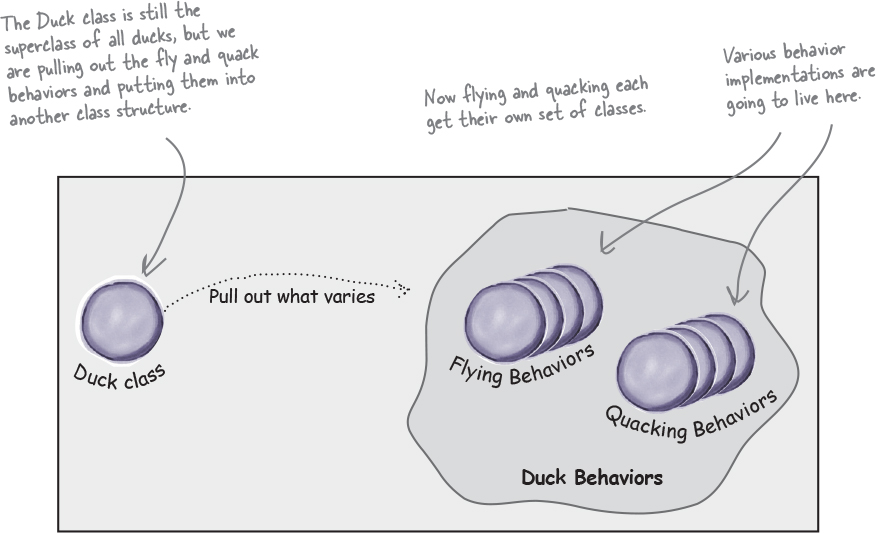 The Duck class is still the
superclass of all ducks, but we
are pulling out the fly and quack
behaviors and putting them into
another class structure.
Now flying and quacking each
get their own set of classes.
Various behavior
implementations are
going to live here.
Pull out what varies
Duck class
Flying Behaviors
Quacking Behaviors
Duck Behaviors